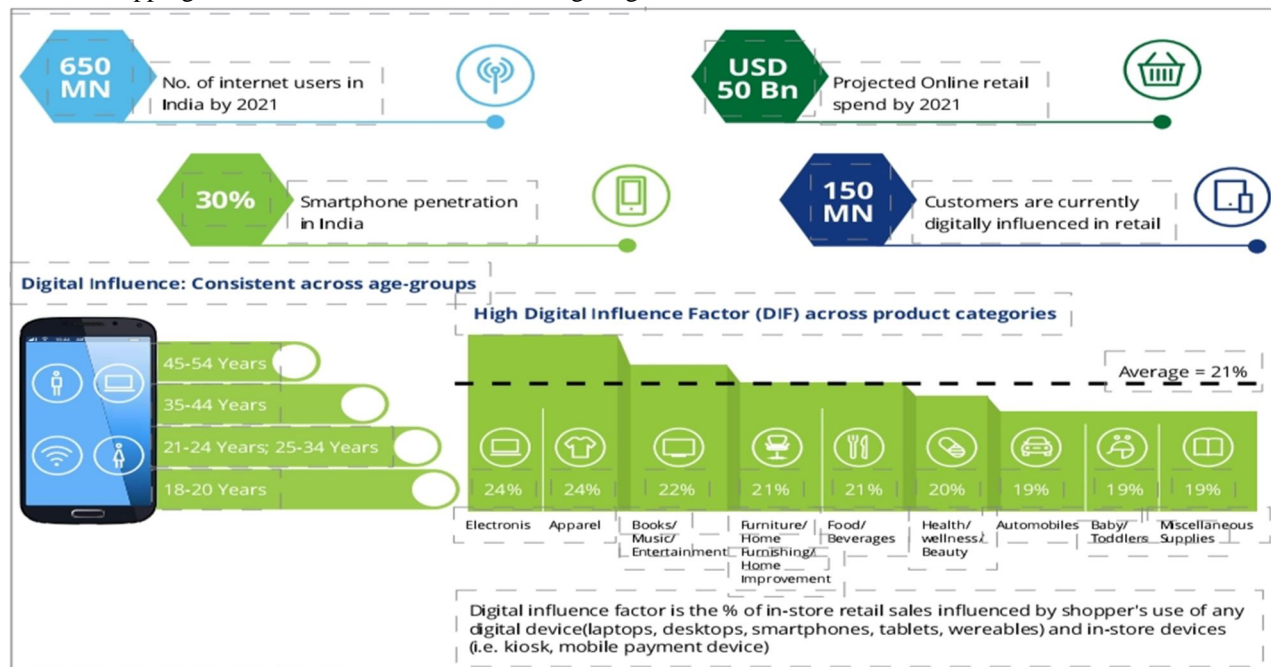 650
MN
No. of internet users in
India by 2021
USD
50 Bn
Projected Online retail
spend by 2021
30%
Smartphone penetration
in India
150
MN
Customers are currently
digitally influenced in retail
Digital Influence: Consistent across age-groups
45-54 Years
35-44 Years
21-24 Years; 25-34 Years
18-20 Years
High Digital Influence Factor (DIF) across product categories
Average = 21%
24%
24%
22%
21%
21%
20%
19%
19%
19%
Electronis
Apparel
Books/
Music/
Entertainment
Furniture/
Home
Furnishing/
Home
Improvement
Food/
Beverages
Health/
wellness/
Beauty
Automobiles
Baby/
Toddlers
Miscellaneous
Supplies
Digital influence factor is the % of in-store retail sales influenced by shopper's use of any
digital device(laptops, desktops, smartphones, tablets, wereables) and in-store devices
(i.e. kiosk, mobile payment device)